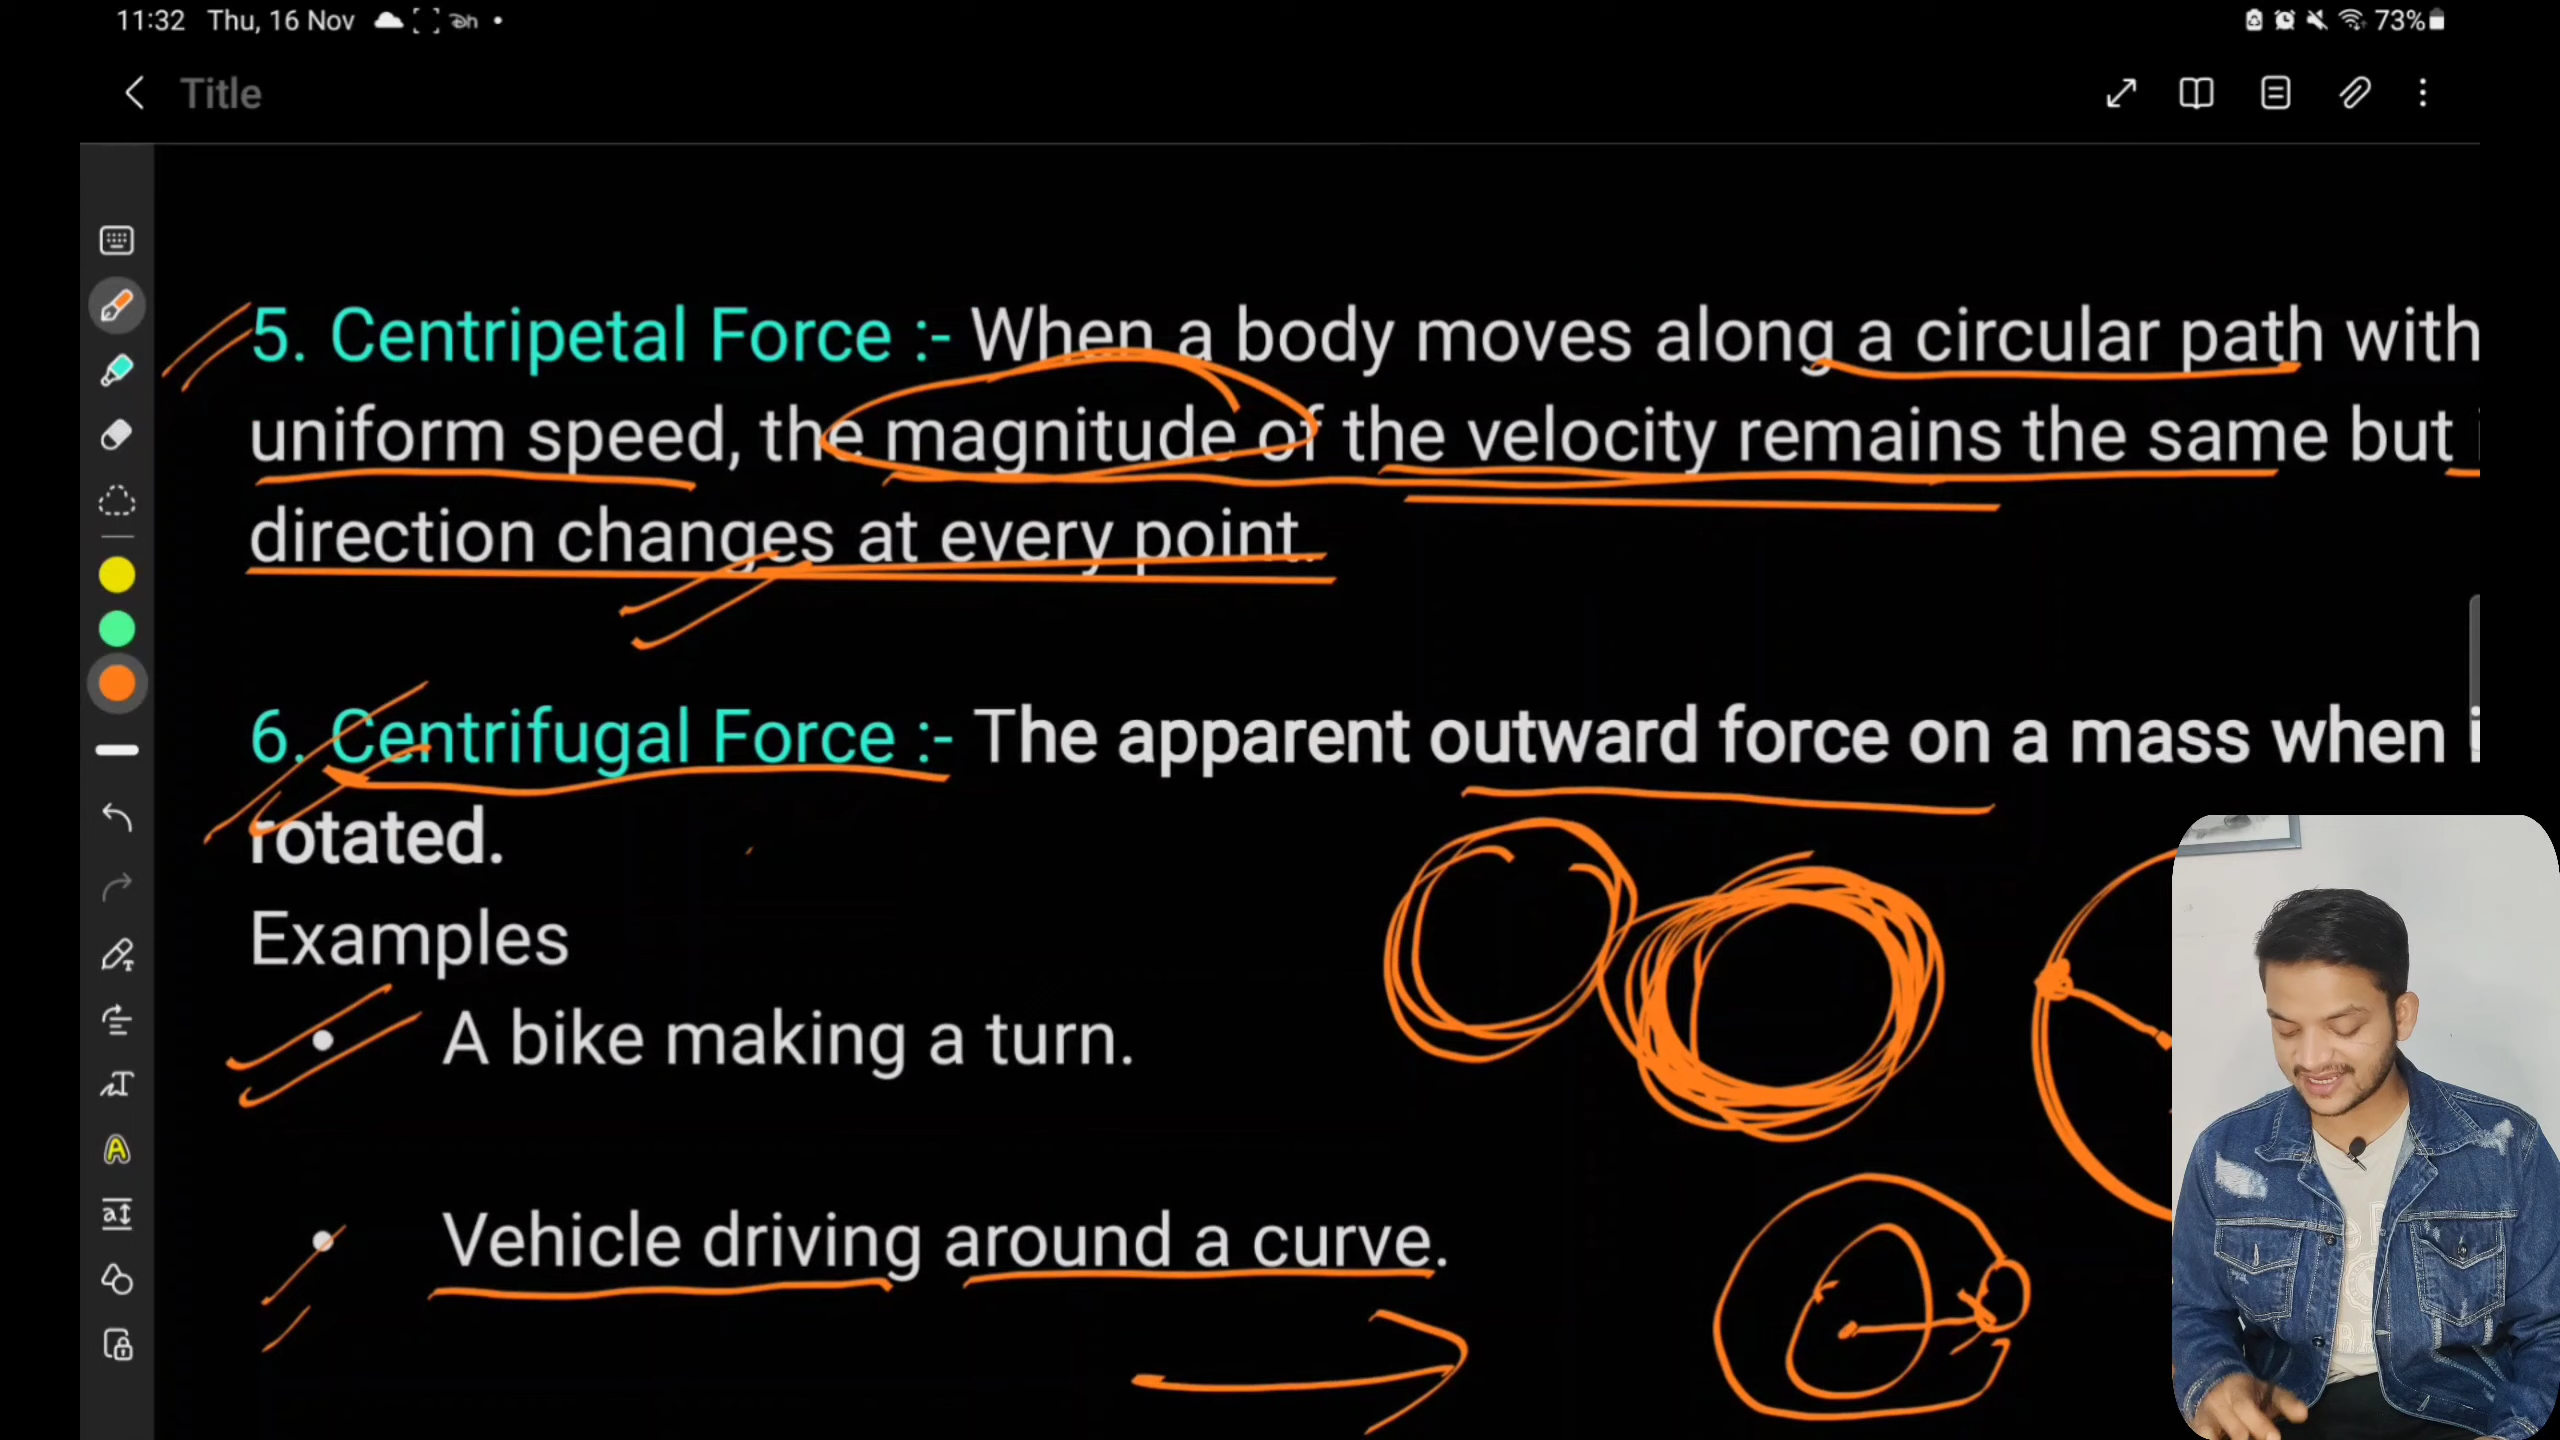 11:32 Thu, 16 Nov
73%
Title
5. Centripetal Force :- When a body moves along a circular path with
uniform speed, the magnitude of the velocity remains the same but
direction changes at every point.
6. Centrifugal Force :- The apparent outward force on a mass when
rotated.
Examples
• A bike making a turn.
• Vehicle driving around a curve.